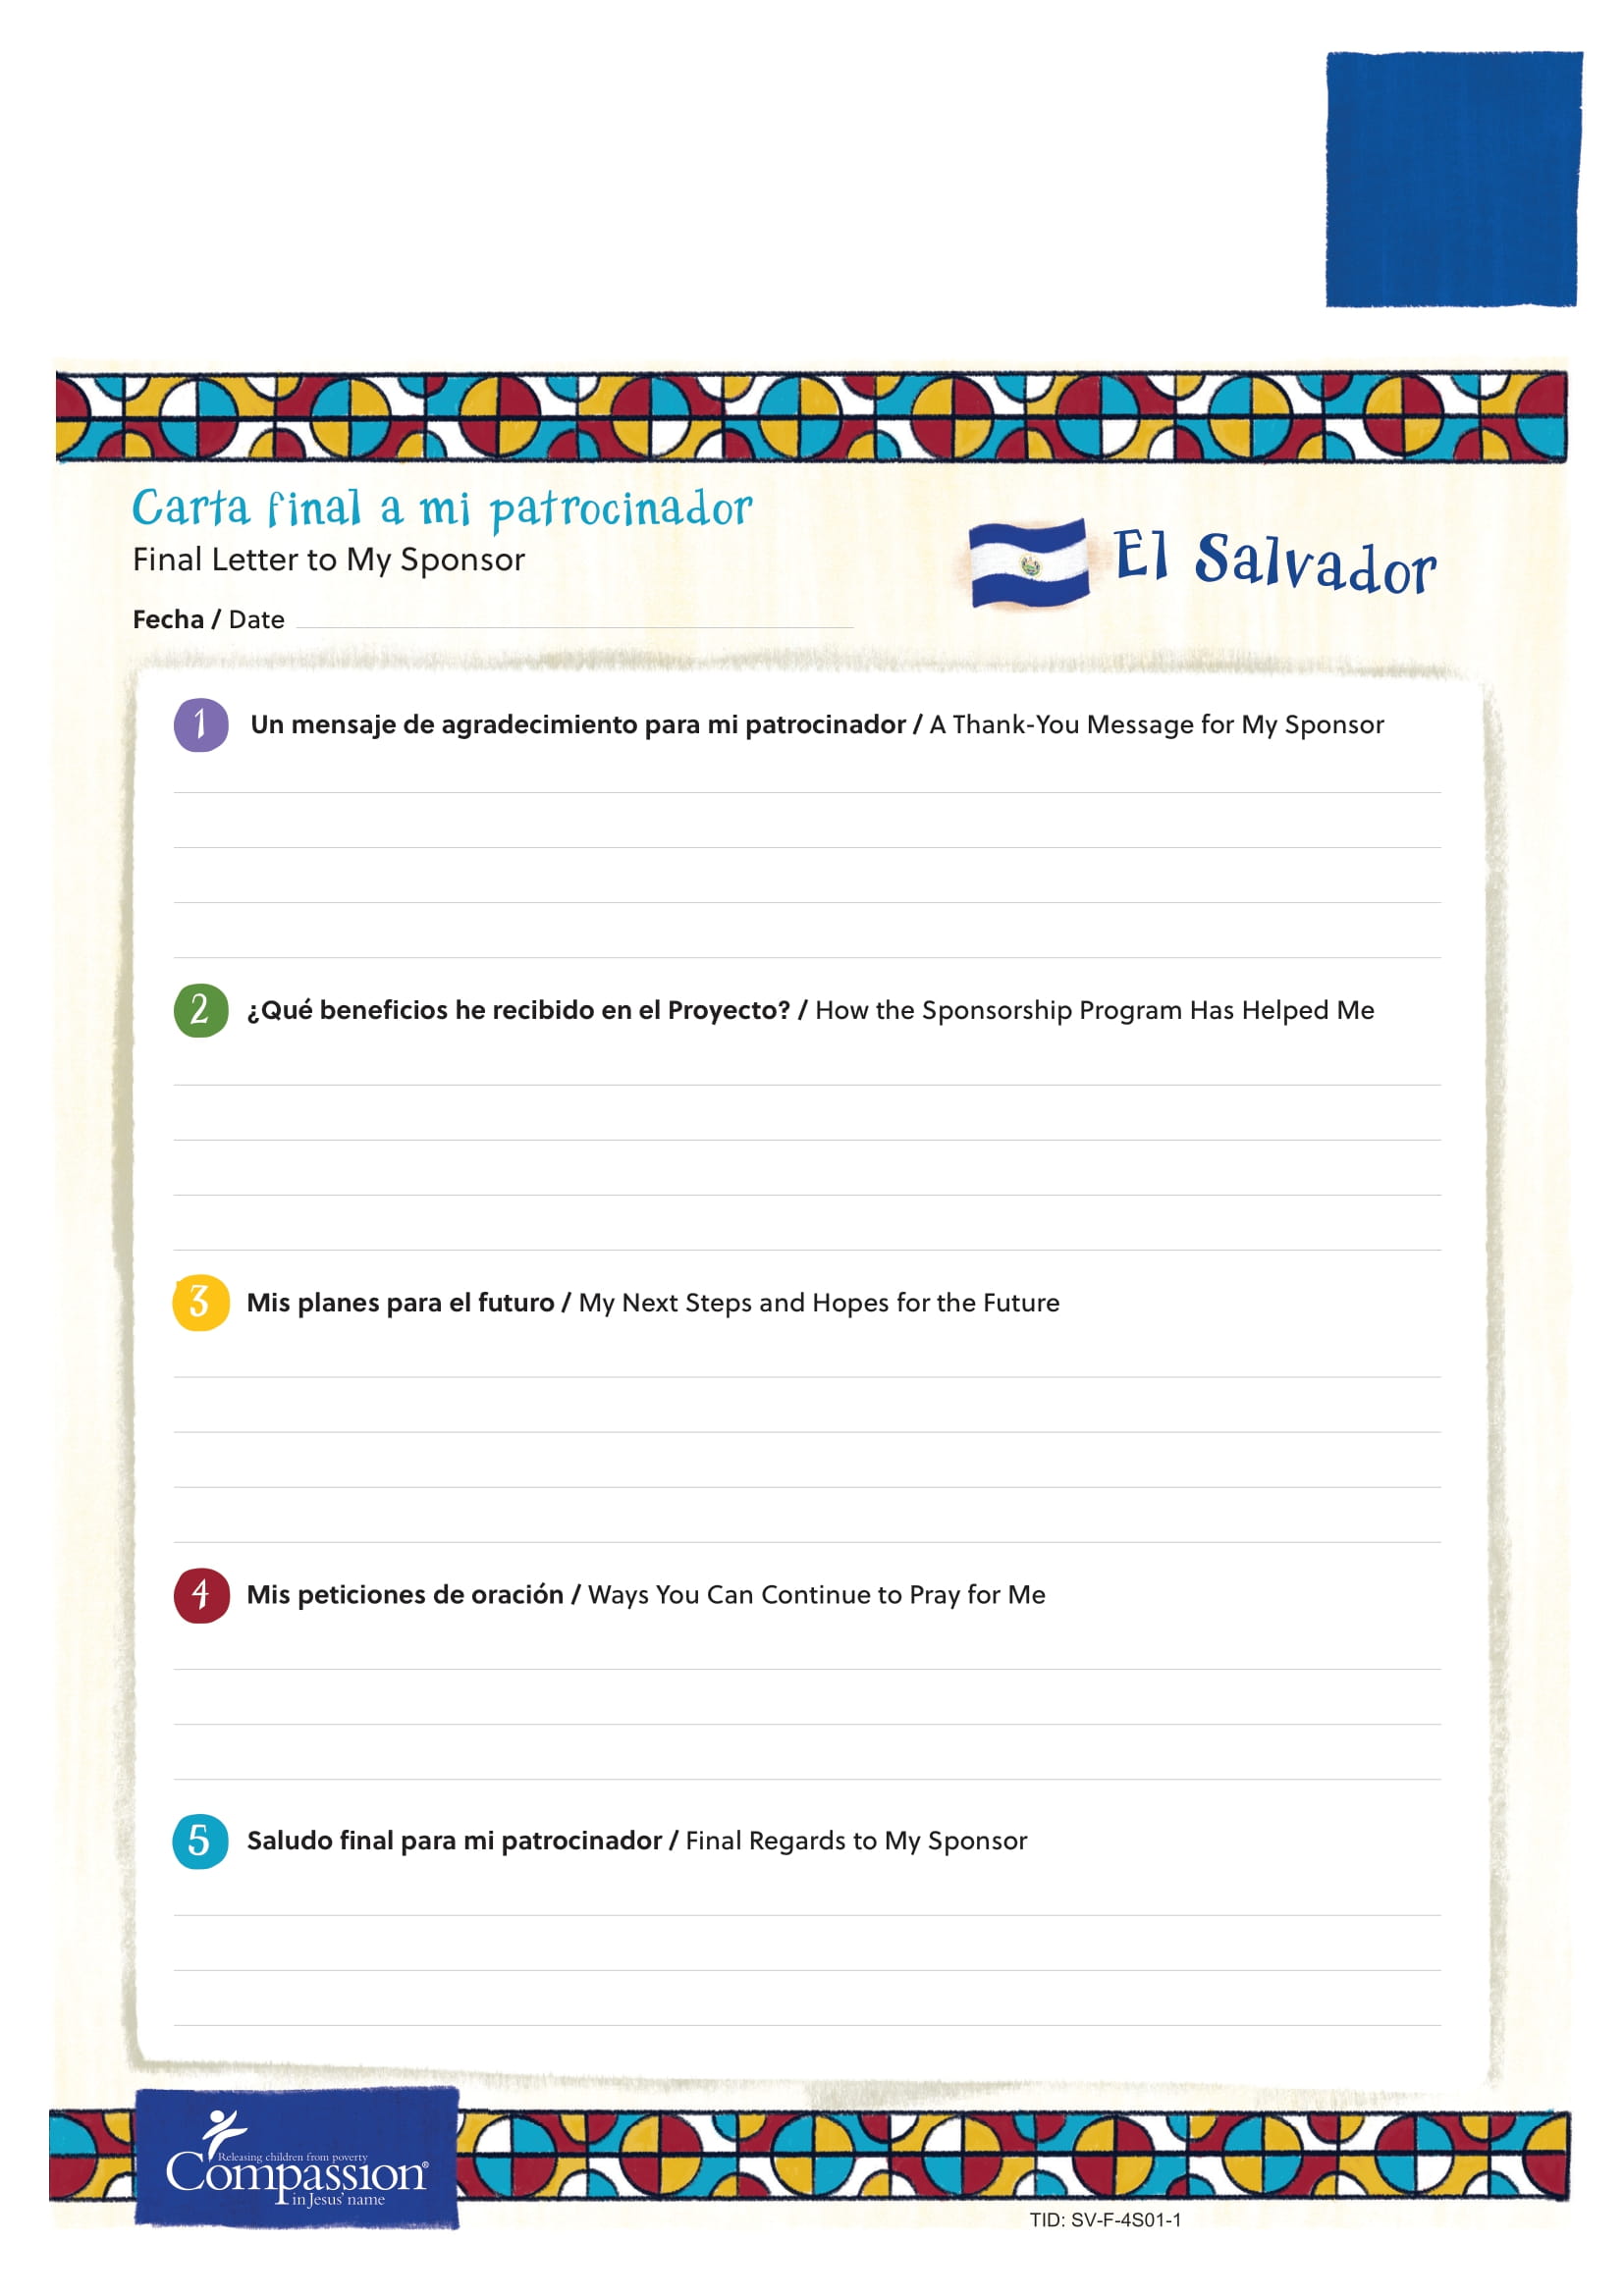 Carta final a mi patrocinador
Final Letter to My Sponsor
El Salvador
Fecha / Date
1 Un mensaje de agradecimiento para mi patrocinador / A Thank-You Message for My Sponsor
2 ¿Qué beneficios he recibido en el Proyecto? / How the Sponsorship Program Has Helped Me
3 Mis planes para el futuro / My Next Steps and Hopes for the Future
4 Mis peticiones de oración / Ways You Can Continue to Pray for Me
5 Saludo final para mi patrocinador / Final Regards to My Sponsor
Releasing children from poverty
Compassion®
in Jesus' name
TID: SV-F-4S01-1